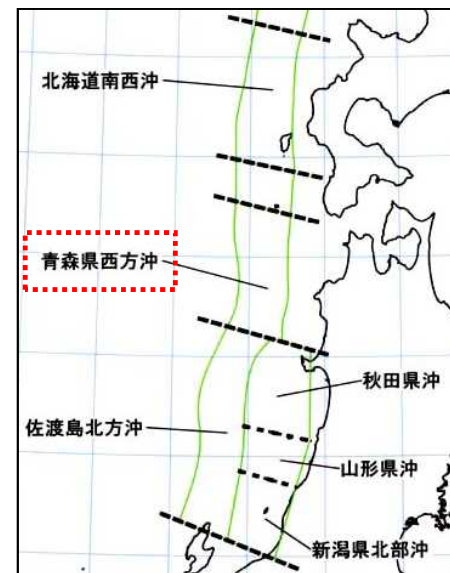 北海道南西沖
青森県西方沖
秋田県沖
佐渡島北方沖
山形県沖
新潟県北部沖